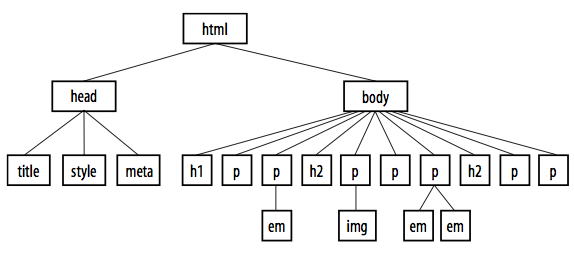 html
head body
title style meta h1 p p h2 p p p h2 p p
em img em em